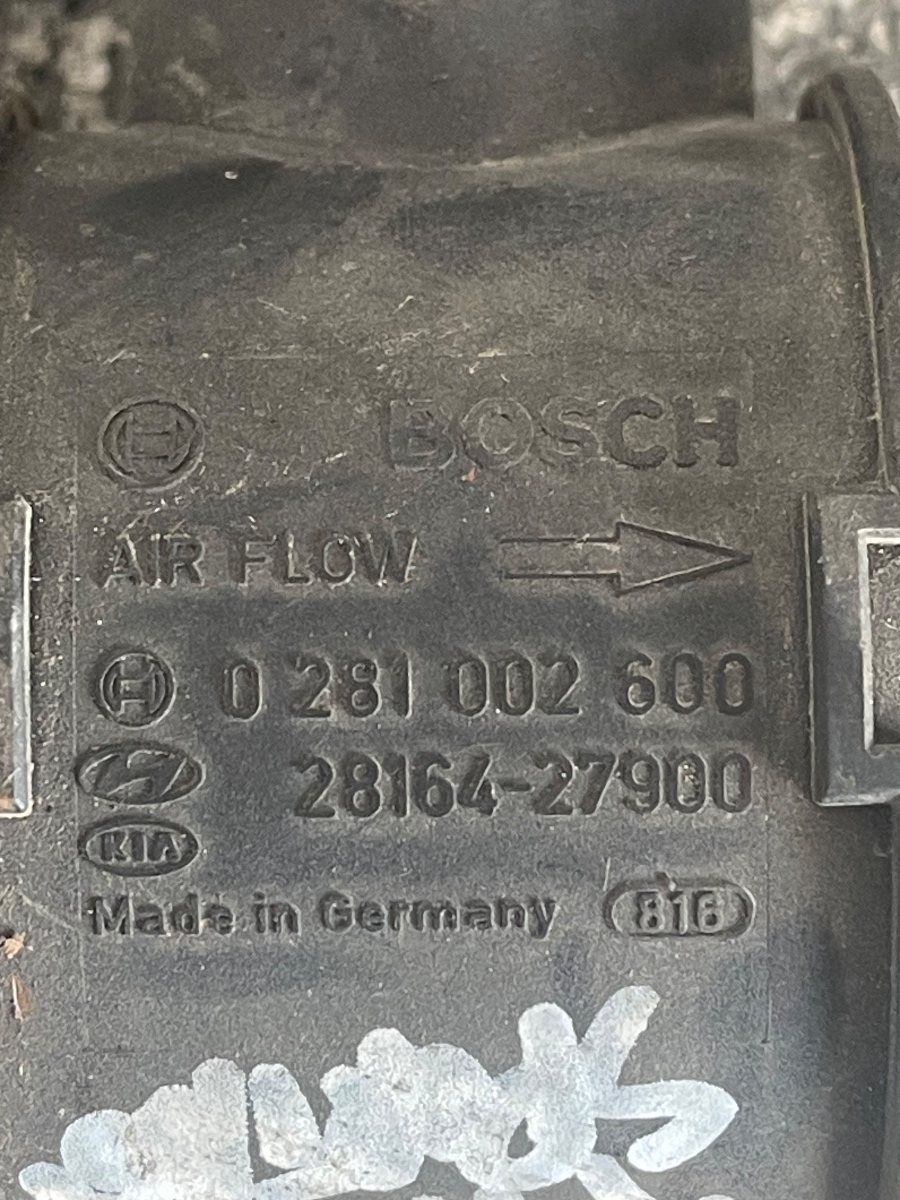 BOSCH
AIR FLOW
0 281 002 600
28164-27900
KIA
Made in Germany 816